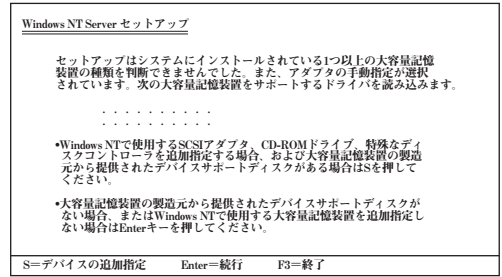 Windows NT Server セットアップ
セットアップはシステムにインストールされている1つ以上の大容量記憶
装置の種類を判断できませんでした。また、アダプタの手動指定が選択
されています。次の大容量記憶装置をサポートするドライバを読み込みます。
. . . . . . . . . .
. . . . . . . . . .
•Windows NTで使用するSCSIアダプタ、CD-ROMドライブ、特殊なディ
スクコントローラを追加指定する場合、および大容量記憶装置の製造
元から提供されたデバイスサポートディスクがある場合はSを押して
ください。
•大容量記憶装置の製造元から提供されたデバイスサポートディスクが
ない場合、またはWindows NTで使用する大容量記憶装置を追加指定し
ない場合はEnterキーを押してください。
S=デバイスの追加指定 Enter=続行 F3=終了